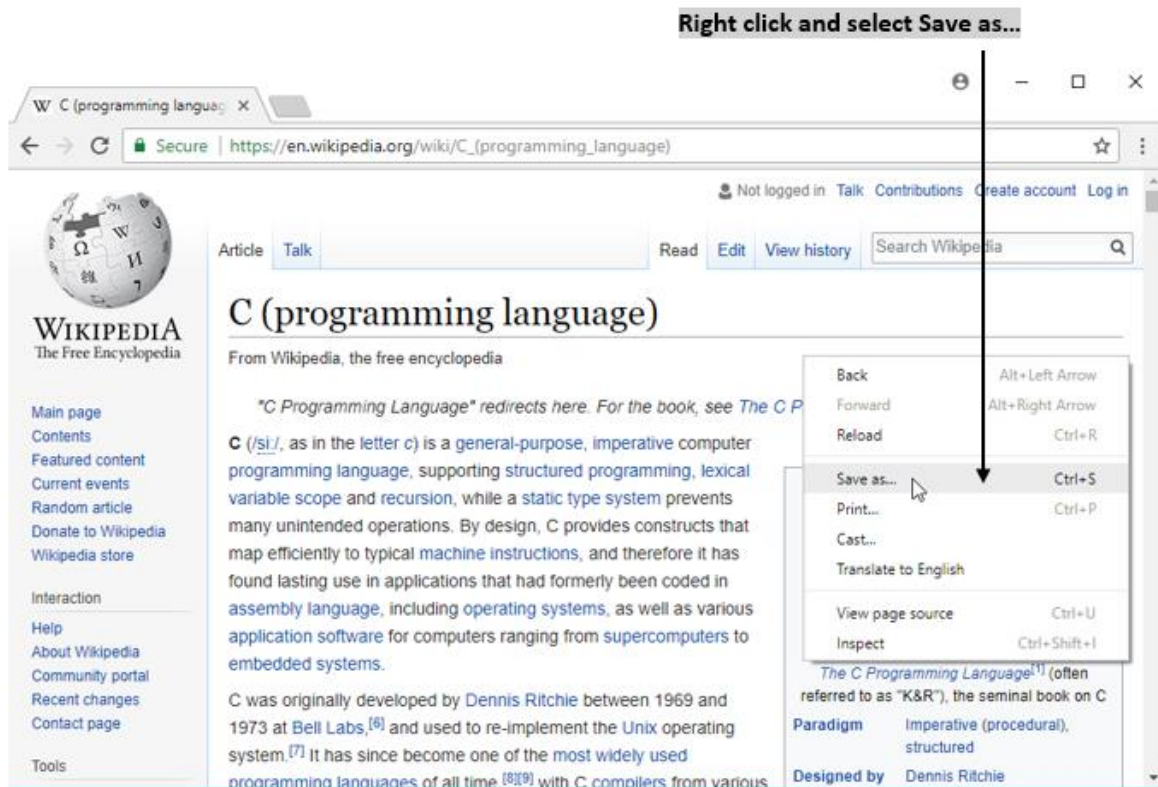 Right click and select Save as...
W C (programming languag
Secure https://en.wikipedia.org/wiki/C_(programming_language)
Not logged in Talk Contributions Create account Log in
Article Talk Read Edit View history Search Wikipedia
WIKIPEDIA
The Free Encyclopedia
Main page
Contents
Featured content
Current events
Random article
Donate to Wikipedia
Wikipedia store
Interaction
Help
About Wikipedia
Community portal
Recent changes
Contact page
Tools
C (programming language)
From Wikipedia, the free encyclopedia
"C Programming Language" redirects here. For the book, see The C P
C (/siː/, as in the letter c) is a general-purpose, imperative computer
programming language, supporting structured programming, lexical
variable scope and recursion, while a static type system prevents
many unintended operations. By design, C provides constructs that
map efficiently to typical machine instructions, and therefore it has
found lasting use in applications that had formerly been coded in
assembly language, including operating systems, as well as various
application software for computers ranging from supercomputers to
embedded systems.
C was originally developed by Dennis Ritchie between 1969 and
1973 at Bell Labs,[6] and used to re-implement the Unix operating
system.[7] It has since become one of the most widely used
programming languages of all time,[8][9] with C compilers from various
Back Alt+Left Arrow
Forward Alt+Right Arrow
Reload Ctrl+R
Save as... Ctrl+S
Print... Ctrl+P
Cast...
Translate to English
View page source Ctrl+U
Inspect Ctrl+Shift+I
The C Programming Language[1] (often
referred to as "K&R"), the seminal book on C
Paradigm Imperative (procedural),
structured
Designed by Dennis Ritchie